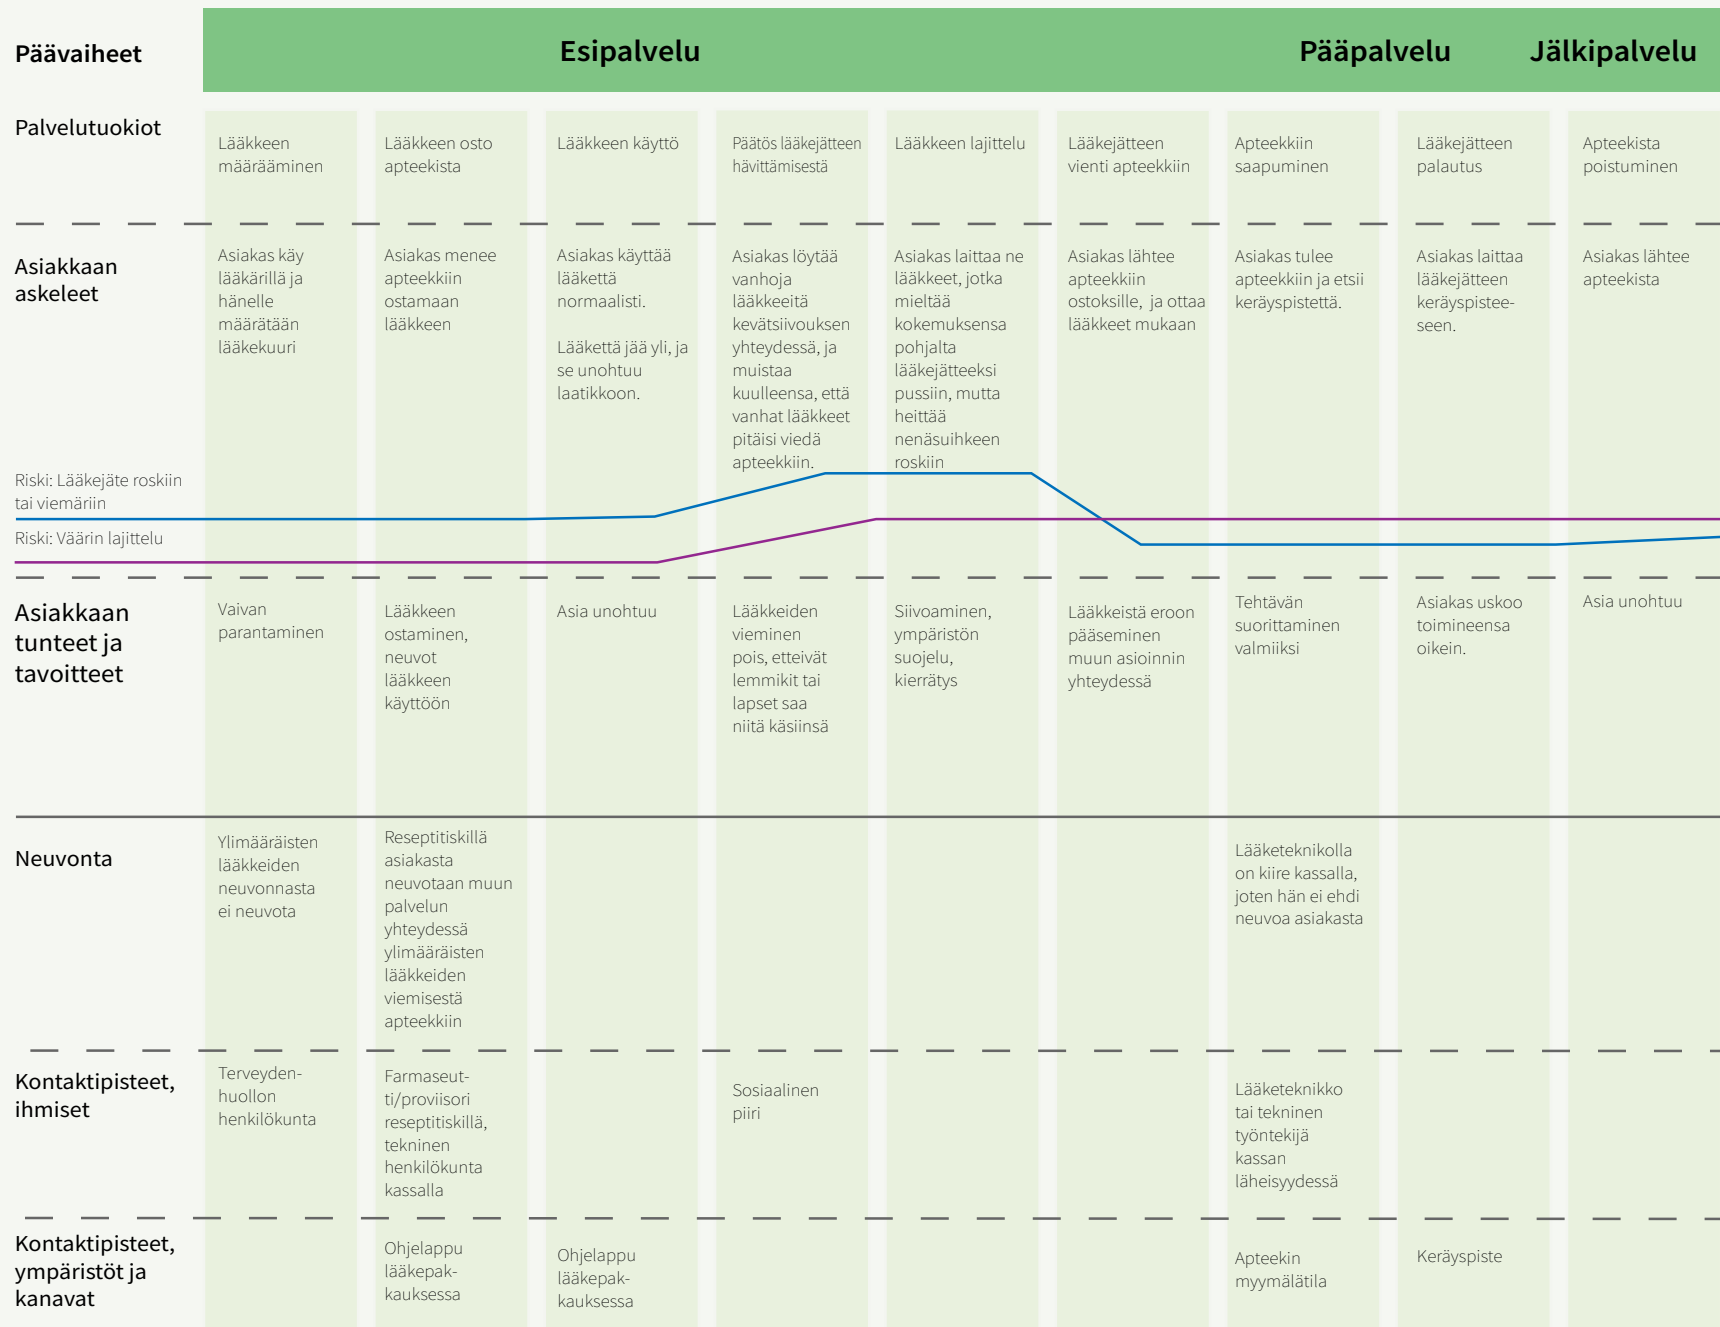 Päävaiheet
Esipalvelu
Pääpalvelu
Jälkipalvelu
Palvelutuokiot
Lääkkeen
määrääminen
Lääkkeen osto
apteekista
Lääkkeen käyttö
Päätös lääkejätteen
hävittämisestä
Lääkkeen lajittelu
Lääkejätteen
vienti apteekkiin
Apteekkiin
saapuminen
Lääkejätteen
palautus
Apteekista
poistuminen
Asiakkaan
askeleet
Asiakas käy
lääkärillä ja
hänelle
määrätään
lääkekuuri
Asiakas menee
apteekkiin
ostamaan
lääkkeen
Asiakas käyttää
lääkettä
normaalisti.
Lääkettä jää yli, ja
se unohtuu
laatikkoon.
Asiakas löytää
vanhoja
lääkkeeitä
kevätsiivouksen
yhteydessä, ja
muistaa
kuulleensa, että
vanhat lääkkeet
pitäisi viedä
apteekkiin.
Asiakas laittaa ne
lääkkeet, jotka
mieltää
kokemuksensa
pohjalta
lääkejätteeksi
pussiin, mutta
heittää
nenäsuihkeen
roskiin
Asiakas lähtee
apteekkiin
ostoksille, ja ottaa
lääkkeet mukaan
Asiakas tulee
apteekkiin ja etsii
keräyspistettä.
Asiakas laittaa
lääkejätteen
keräyspistee-
seen.
Asiakas lähtee
apteekista
Riski: Lääkejäte roskiin
tai viemäriin
Riski: Väärin lajittelu
Asiakkaan
tunteet ja
tavoitteet
Vaivan
parantaminen
Lääkkeen
ostaminen,
neuvot
lääkkeen
käyttöön
Asia unohtuu
Lääkkeiden
vieminen
pois, etteivät
lemmikit tai
lapset saa
niitä käsiinsä
Siivoaminen,
ympäristön
suojelu,
kierrätys
Lääkkeistä eroon
pääseminen
muun asioinnin
yhteydessä
Tehtävän
suorittaminen
valmiiksi
Asiakas uskoo
toimineensa
oikein.
Asia unohtuu
Neuvonta
Ylimääräisten
lääkkeiden
neuvonnasta
ei neuvota
Reseptitiskillä
asiakasta
neuvotaan muun
palvelun
yhteydessä
ylimääräisten
lääkkeiden
viemisestä
apteekkiin
Lääketeknikolla
on kiire kassalla,
joten hän ei ehdi
neuvoa asiakasta
Kontaktipisteet,
ihmiset
Terveyden-
huollon
henkilökunta
Farmaseut-
ti/proviisori
reseptitiskillä,
tekninen
henkilökunta
kassalla
Sosiaalinen
piiri
Lääketeknikko
tai tekninen
työntekijä
kassan
läheisyydessä
Kontaktipisteet,
ympäristöt ja
kanavat
Ohjelappu
lääkepak-
kauksessa
Ohjelappu
lääkepak-
kauksessa
Apteekin
myymälätila
Keräyspiste